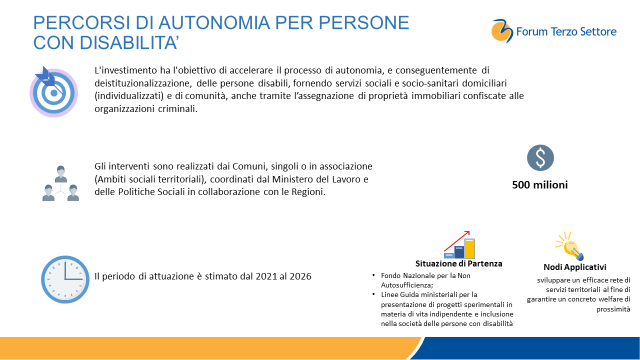 PERCORSI DI AUTONOMIA PER PERSONE
CON DISABILITA'
Forum Terzo Settore
L'investimento ha l'obiettivo di accelerare il processo di autonomia, e conseguentemente di
deistituzionalizzazione, delle persone disabili, fornendo servizi sociali e socio-sanitari domiciliari
(individualizzati) e di comunità, anche tramite l'assegnazione di proprietà immobiliari confiscate alle
organizzazioni criminali.
Gli interventi sono realizzati dai Comuni, singoli o in associazione
(Ambiti sociali territoriali), coordinati dal Ministero del Lavoro e
delle Politiche Sociali in collaborazione con le Regioni.
500 milioni
Il periodo di attuazione è stimato dal 2021 al 2026
Situazione di Partenza
• Fondo Nazionale per la Non
Autosufficienza;
• Linee Guida ministeriali per la
presentazione di progetti sperimentali in
materia di vita indipendente e inclusione
nella società delle persone con disabilità
Nodi Applicativi
sviluppare un efficace rete di
servizi territoriali al fine di
garantire un concreto welfare di
prossimità